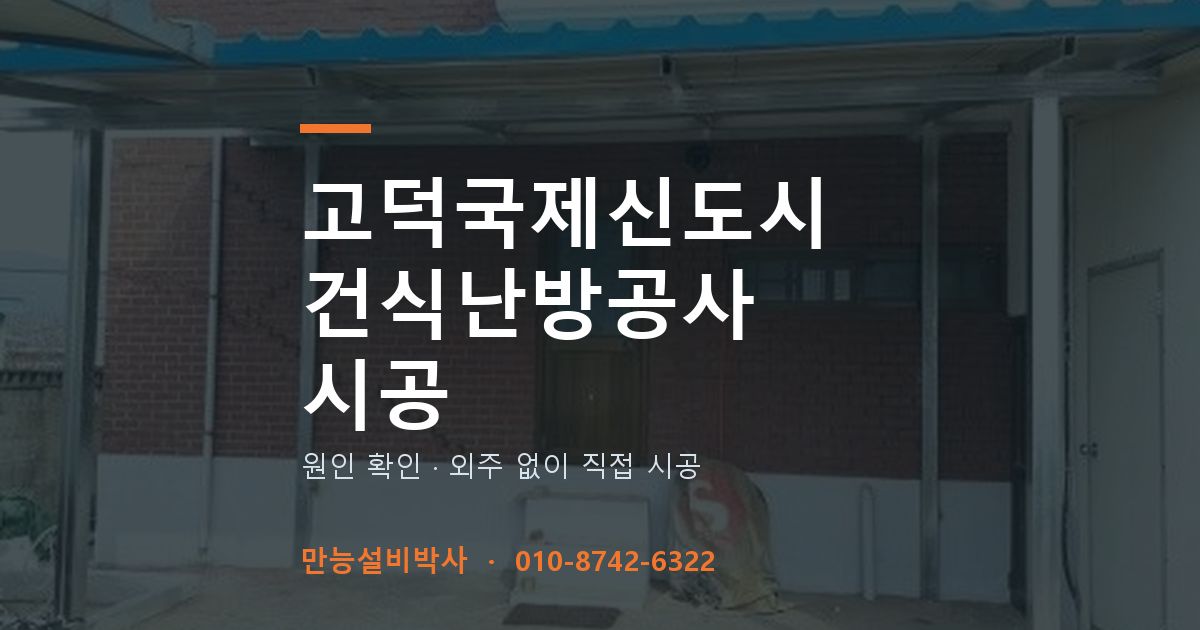 고덕국제신도시
건식난방공사
시공
원인 확인 · 외주 없이 직접 시공
만능설비박사 · 010-8742-6322
S